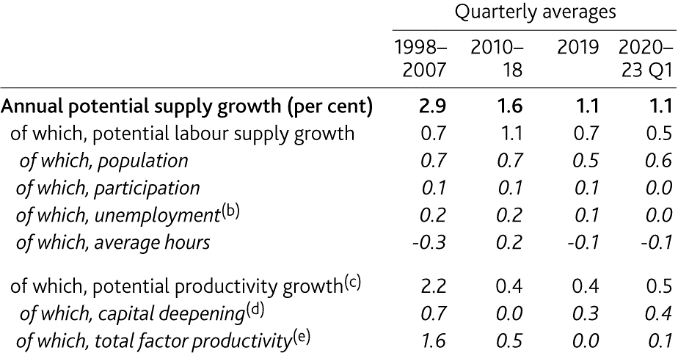 Quarterly averages
1998– 2010– 2019 2020–
2007 18 23 Q1
Annual potential supply growth (per cent) 2.9 1.6 1.1 1.1
of which, potential labour supply growth 0.7 1.1 0.7 0.5
of which, population 0.7 0.7 0.5 0.6
of which, participation 0.1 0.1 0.1 0.0
of which, unemployment(b) 0.2 0.2 0.1 0.0
of which, average hours -0.3 0.2 -0.1 -0.1
of which, potential productivity growth(c) 2.2 0.4 0.4 0.5
of which, capital deepening(d) 0.7 0.0 0.3 0.4
of which, total factor productivity(e) 1.6 0.5 0.0 0.1